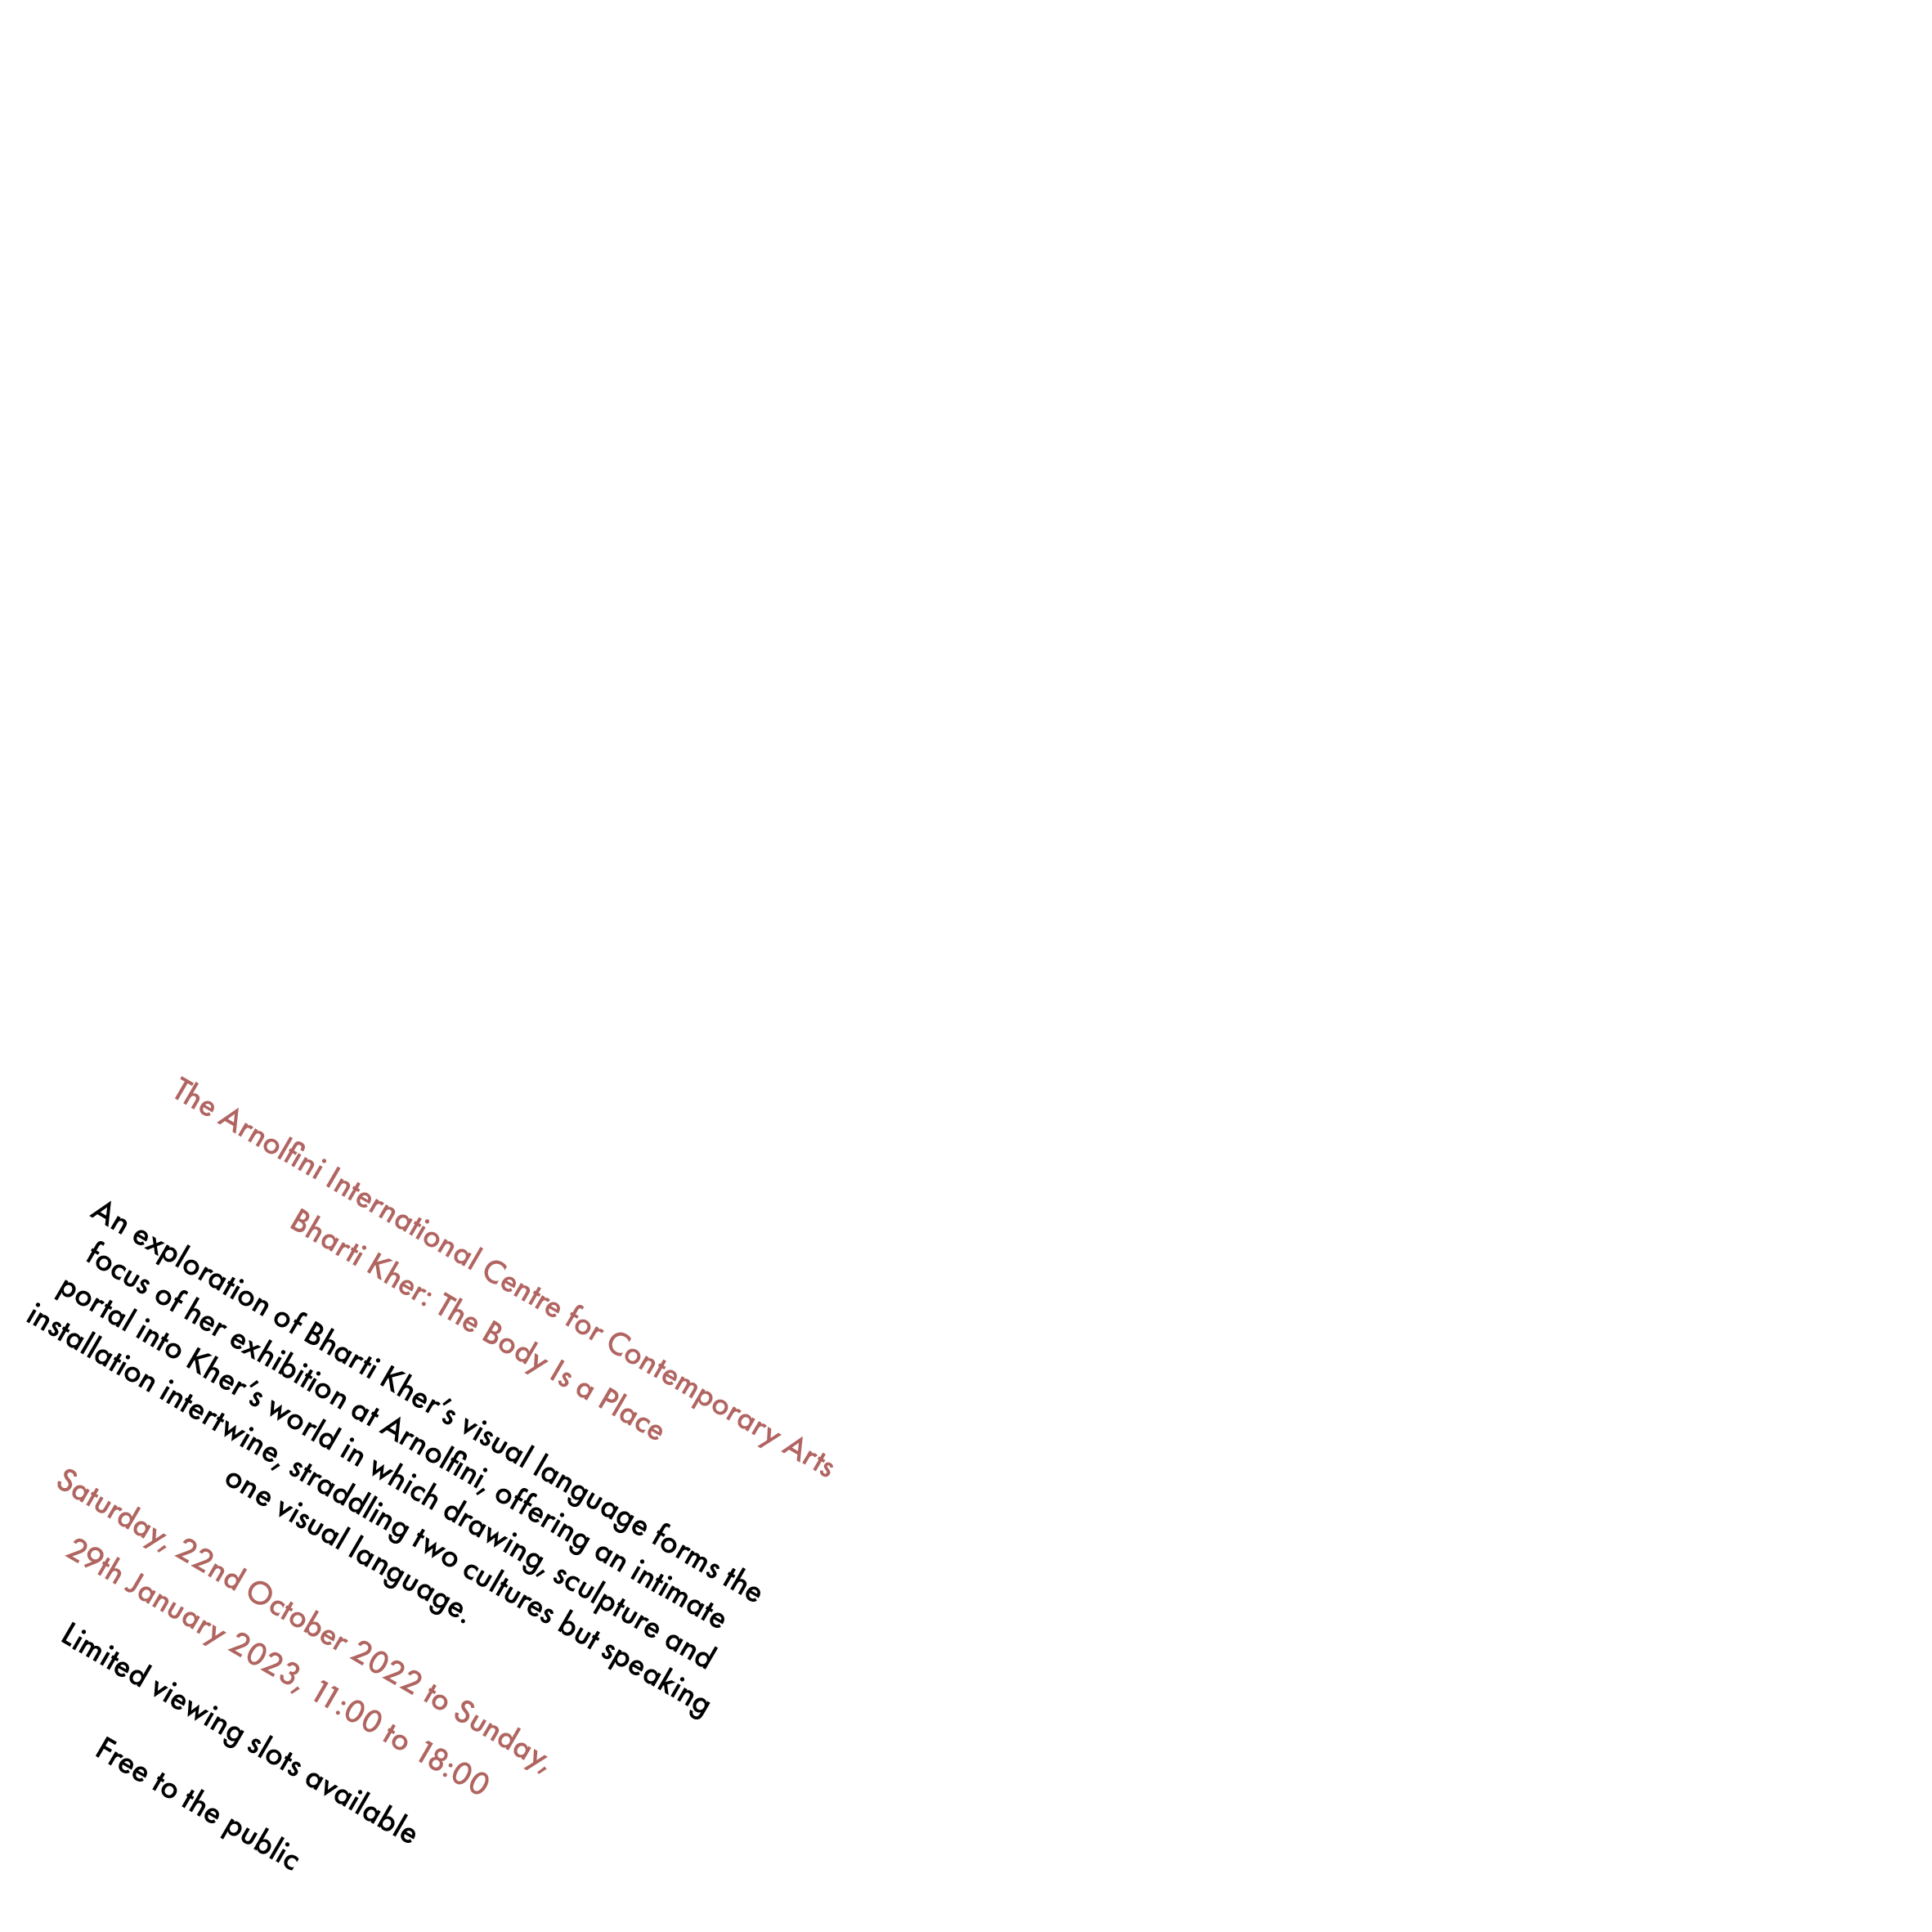 The Arnolfini International Centre for Contemporary Arts
Bharti Kher: The Body Is a Place
An exploration of Bharti Kher's visual language forms the
focus of her exhibition at Arnolfini, offering an intimate
portal into Kher's world in which drawing, sculpture and
installation intertwine, straddling two cultures but speaking
one visual language.
Saturday, 22nd October 2022 to Sunday,
29th January 2023, 11:00 to 18:00
Limited viewing slots available
Free to the public